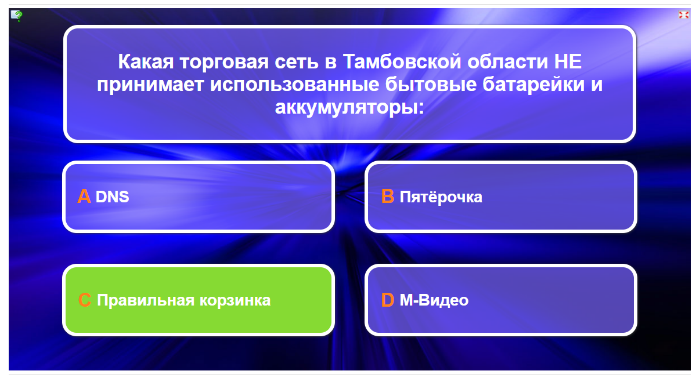 Какая торговая сеть в Тамбовской области НЕ
принимает использованные бытовые батарейки и
аккумуляторы:
A DNS
B Пятёрочка
C Правильная корзинка
D М-Видео